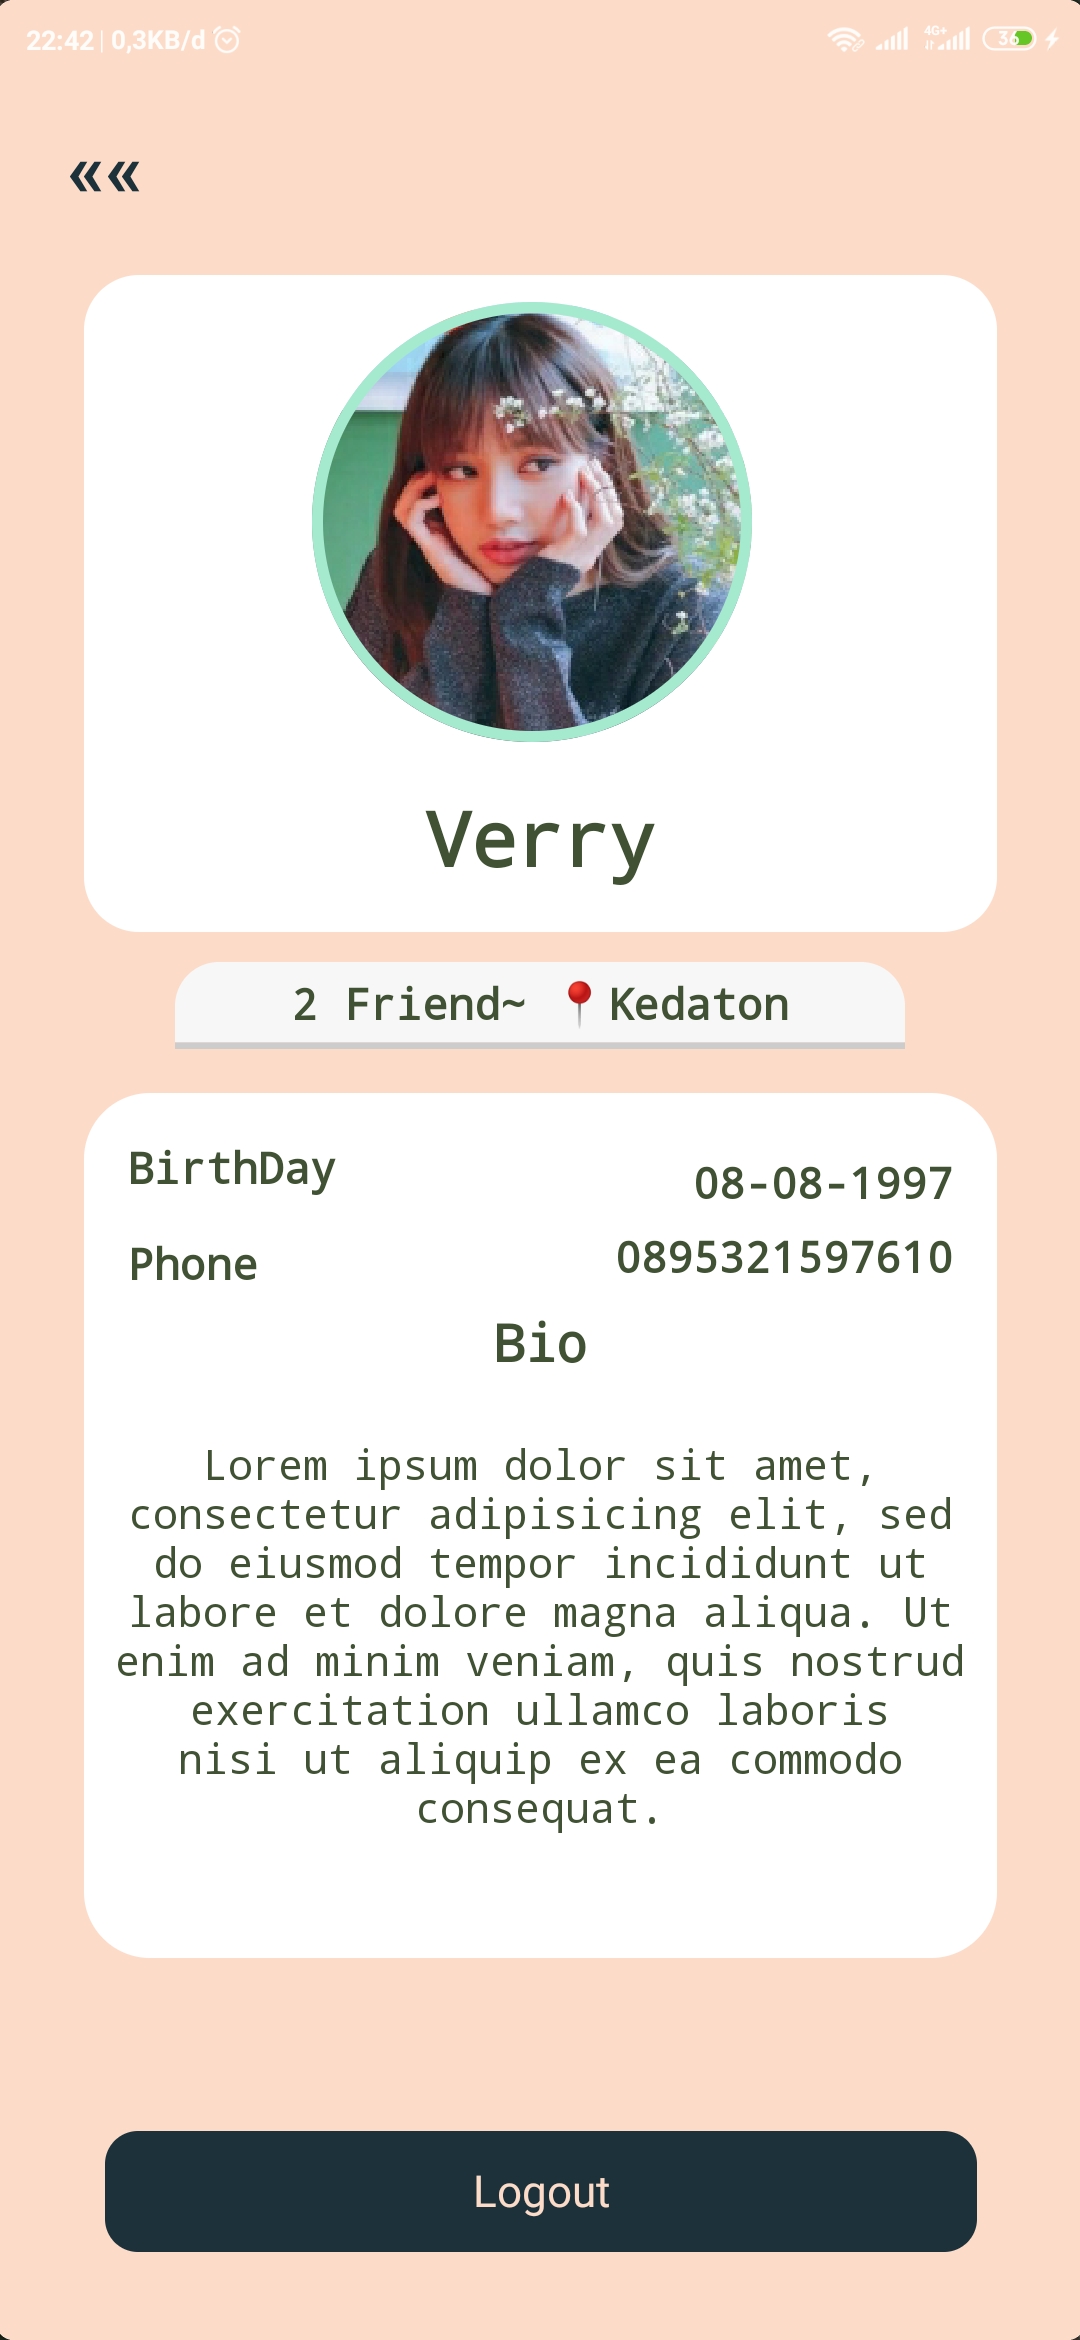 22:42 | 0,3KB/d
4G+
36
««
Verry
2 Friend~ 📍Kedaton
BirthDay
08-08-1997
Phone
0895321597610
Bio
Lorem ipsum dolor sit amet,
consectetur adipisicing elit, sed
do eiusmod tempor incididunt ut
labore et dolore magna aliqua. Ut
enim ad minim veniam, quis nostrud
exercitation ullamco laboris
nisi ut aliquip ex ea commodo
consequat.
Logout